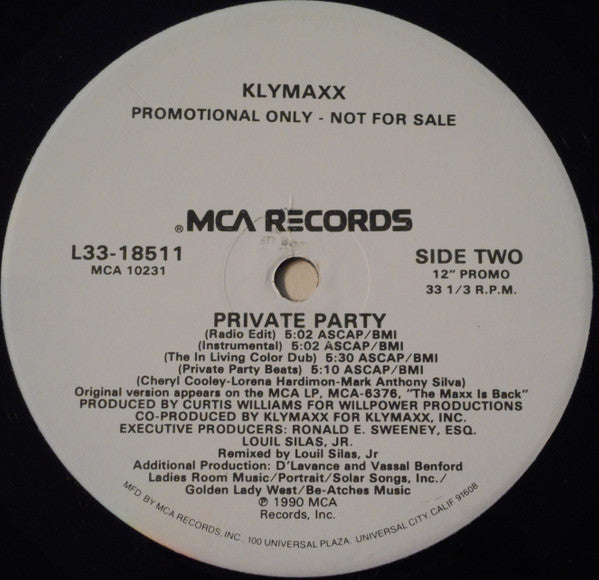 KLYMAXX
PROMOTIONAL ONLY - NOT FOR SALE
®MCA RECORDS
L33-18511
MCA 10231
SIDE TWO
12" PROMO
33 1/3 R.P.M.
PRIVATE PARTY
(Radio Edit) 5:02 ASCAP/BMI
(Instrumental) 5:02 ASCAP/BMI
(The In Living Color Dub) 5:30 ASCAP/BMI
(Private Party Beats) 5:10 ASCAP/BMI
(Cheryl Cooley-Lorena Hardimon-Mark Anthony Silva)
Original version appears on the MCA LP, MCA-6376, "The Maxx Is Back"
PRODUCED BY CURTIS WILLIAMS FOR WILLPOWER PRODUCTIONS
CO-PRODUCED BY KLYMAXX FOR KLYMAXX, INC.
EXECUTIVE PRODUCERS: RONALD E. SWEENEY, ESQ.
LOUIL SILAS, JR.
Remixed by Louil Silas, Jr
Additional Production: D'Lavance and Vassal Benford
Ladies Room Music/Portrait/Solar Songs, Inc./
Golden Lady West/Be-Atches Music
℗ 1990 MCA
Records, Inc.
MFD BY MCA RECORDS, INC., 100 UNIVERSAL PLAZA, UNIVERSAL CITY, CALIF 91608